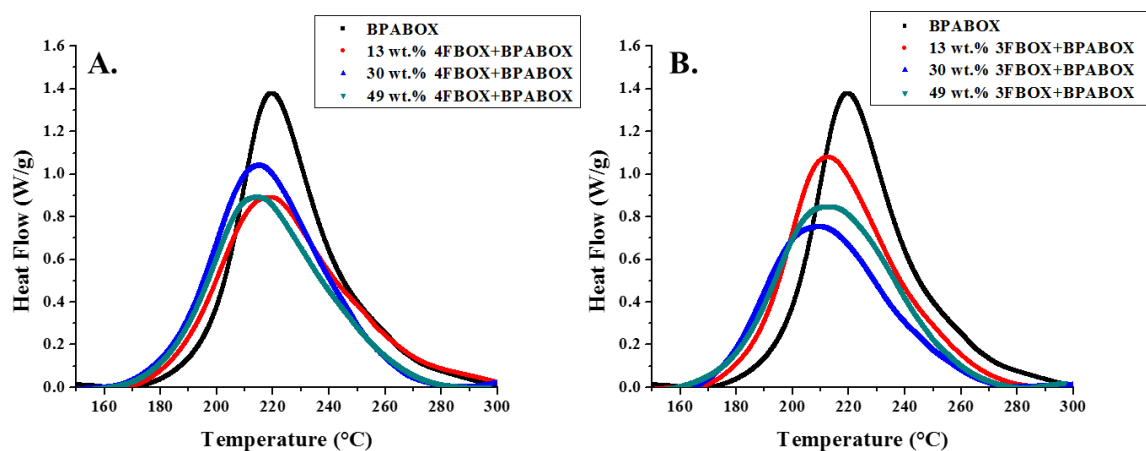 A.
BPABOX
13 wt.% 4FBOX+BPABOX
30 wt.% 4FBOX+BPABOX
49 wt.% 4FBOX+BPABOX
Heat Flow (W/g)
1.6
1.4
1.2
1.0
0.8
0.6
0.4
0.2
0.0
160 180 200 220 240 260 280 300
Temperature (°C)
B.
BPABOX
13 wt.% 3FBOX+BPABOX
30 wt.% 3FBOX+BPABOX
49 wt.% 3FBOX+BPABOX
Heat Flow (W/g)
1.6
1.4
1.2
1.0
0.8
0.6
0.4
0.2
0.0
160 180 200 220 240 260 280 300
Temperature (°C)